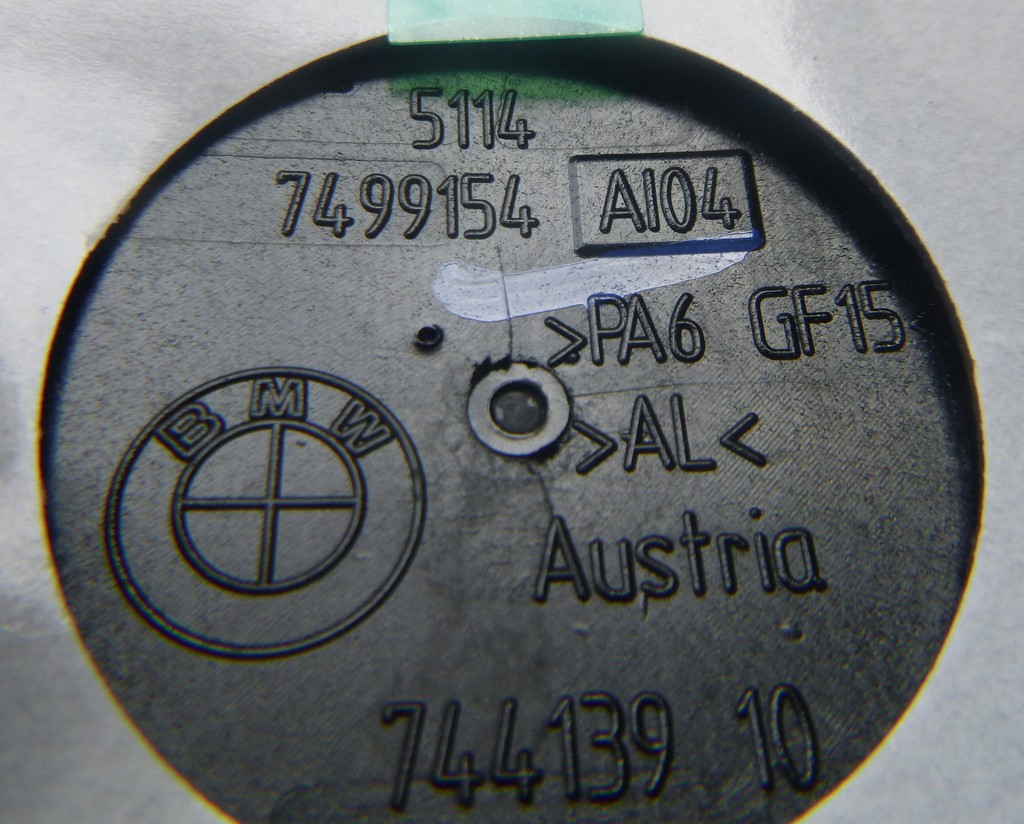 5114
7499154 AI04
>PA6 GF15
>AL<
BMW
Austria
744139 10